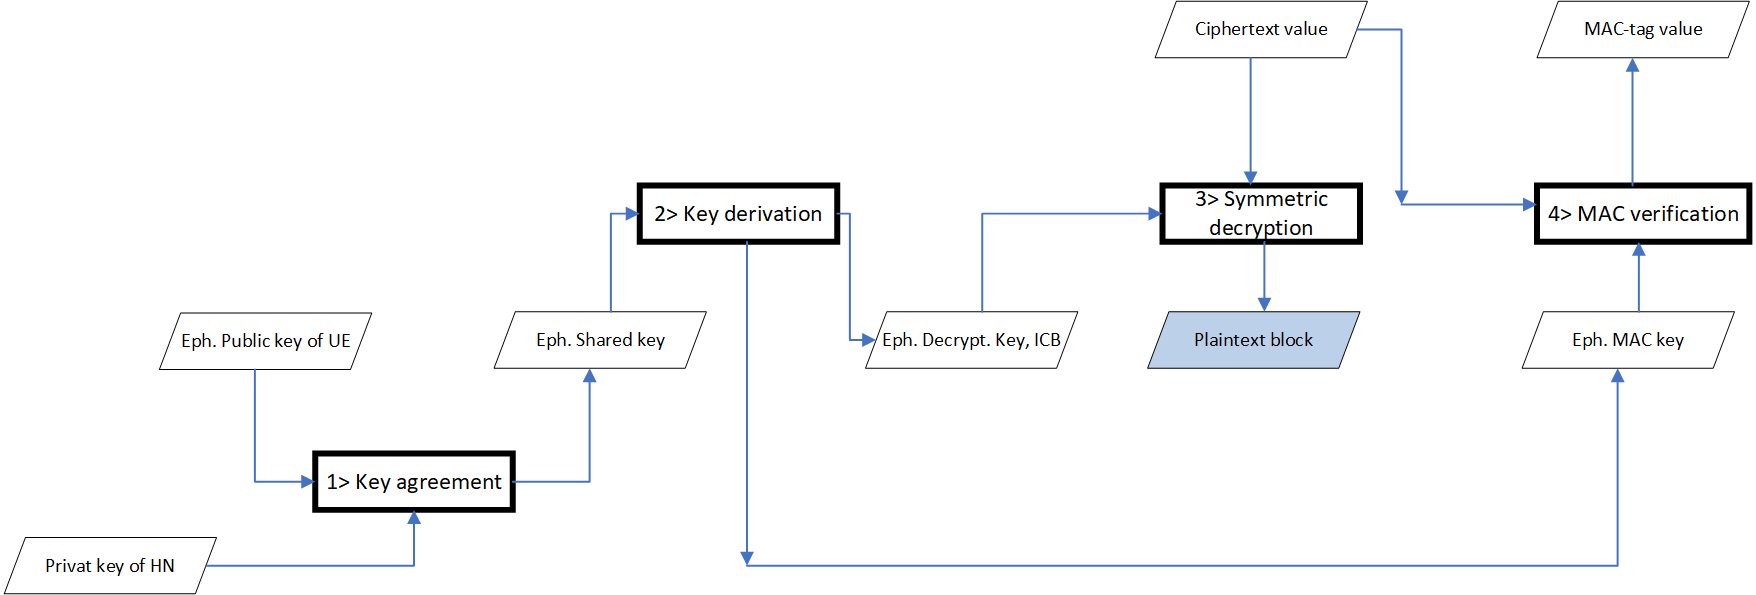 Ciphertext value
MAC-tag value
2> Key derivation
3> Symmetric
decryption
4> MAC verification
Eph. Public key of UE
Eph. Shared key
Eph. Decrypt. Key, ICB
Plaintext block
Eph. MAC key
1> Key agreement
Privat key of HN